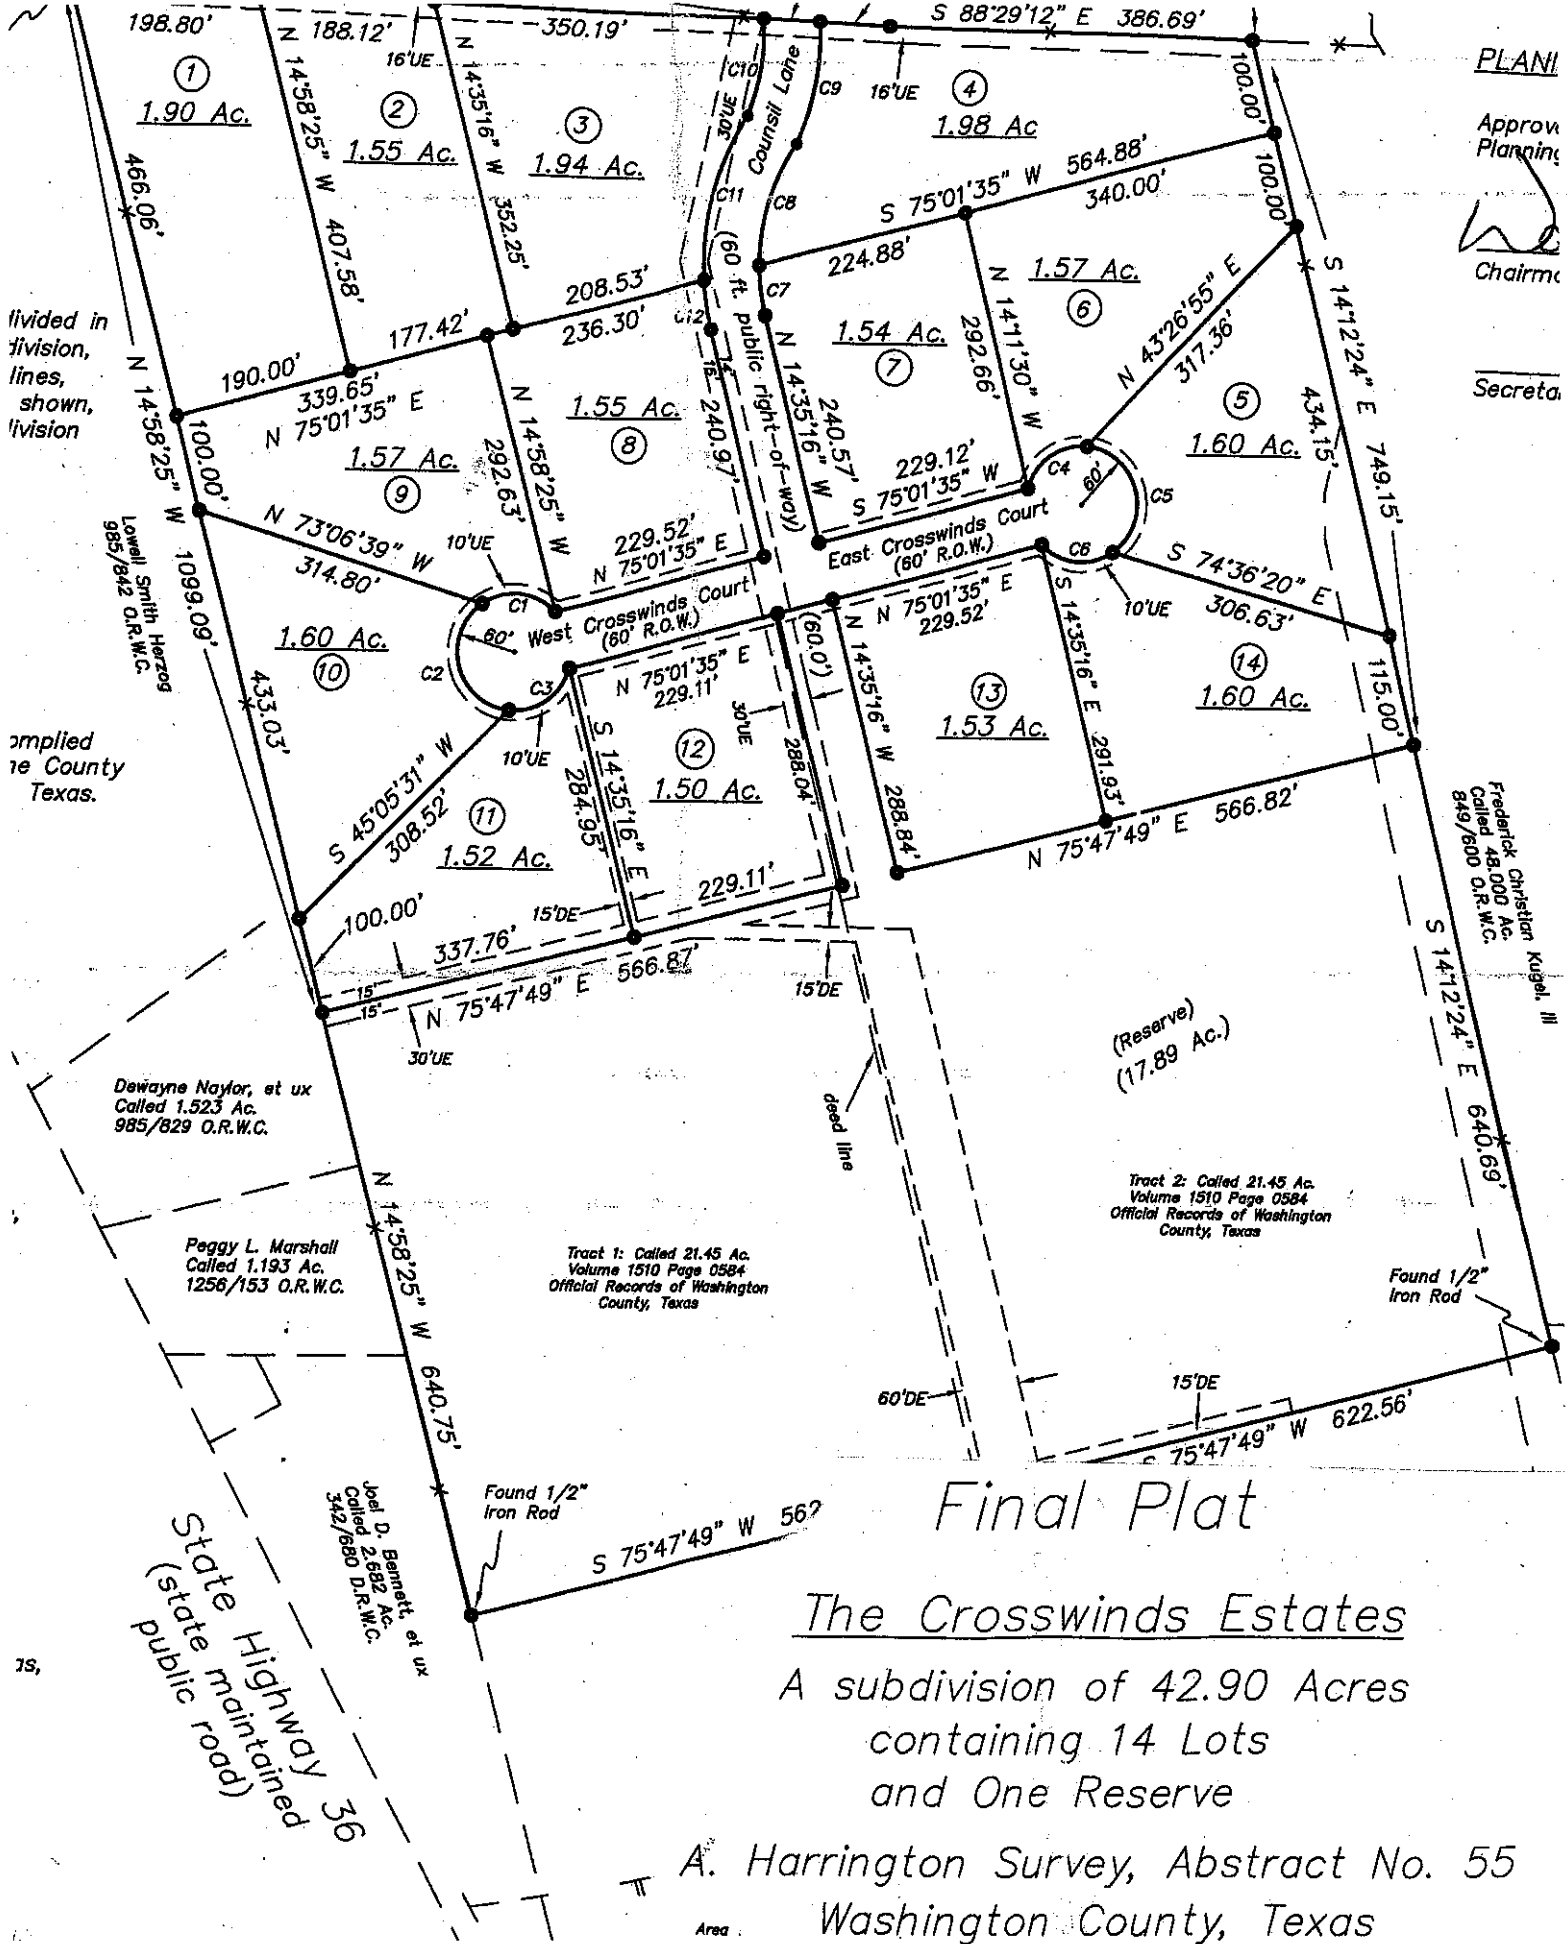 198.80'
188.12'
350.19'
S 88°29'12" E 386.69'
16'UE
16'UE
1
1.90 Ac.
N 14°58'25" W 407.58'
2
1.55 Ac.
N 14°35'16" W 352.25'
3
1.94 Ac.
C10
30'UE
Counsil Lane
C9
4
1.98 Ac
100.00'
466.06'
C11
C8
S 75°01'35" W 564.88'
340.00'
100.00'
224.88'
(60 ft. public right-of-way)
C7
C12
208.53'
236.30'
177.42'
190.00'
339.65'
N 75°01'35" E
N 14°58'25" W 1099.09'
100.00'
1.57 Ac.
6
N 14°11'30" W
292.66'
N 43°26'55" E
317.36'
S 14°12'24" E 749.15'
434.15'
1.54 Ac.
7
N 14°35'16" W
240.57'
5
1.60 Ac.
1.55 Ac.
8
15'
14'
240.97'
1.57 Ac.
9
N 14°58'25" W
292.63'
229.12'
S 75°01'35" W
C4
60'
C5
C6
East Crosswinds Court
(60' R.O.W.)
N 73°06'39" W
314.80'
10'UE
229.52'
N 75°01'35" E
C1
60'
C2
C3
West Crosswinds Court
(60' R.O.W.)
N 75°01'35" E
229.52'
S 74°36'20" E
306.63'
10'UE
Lowell Smith Herzog
985/842 O.R.W.C.
1.60 Ac.
10
433.03'
N 75°01'35" E
229.11'
(60.0')
30'UE
288.04'
N 14°35'16" W 288.84'
13
1.53 Ac.
S 14°35'16" E 291.93'
14
1.60 Ac.
115.00'
10'UE
12
1.50 Ac.
S 14°35'16" E
284.95'
S 45°05'31" W
308.52'
11
1.52 Ac.
N 75°47'49" E 566.82'
229.11'
15'DE
100.00'
337.76'
N 75°47'49" E 566.87'
15'
15'
30'UE
15'DE
Frederick Christian Kugel, III
Called 48.000 Ac.
849/600 O.R.W.C.
S 14°12'24" E 640.69'
(Reserve)
(17.89 Ac.)
deed line
Dewayne Naylor, et ux
Called 1.523 Ac.
985/829 O.R.W.C.
Peggy L. Marshall
Called 1.193 Ac.
1256/153 O.R.W.C.
N 14°58'25" W 640.75'
Tract 1: Called 21.45 Ac.
Volume 1510 Page 0584
Official Records of Washington
County, Texas
Tract 2: Called 21.45 Ac.
Volume 1510 Page 0584
Official Records of Washington
County, Texas
Found 1/2"
Iron Rod
60'DE
15'DE
S 75°47'49" W 622.56'
Joel D. Bennett, et ux
Called 2.682 Ac.
342/680 D.R.W.C.
Found 1/2"
Iron Rod
S 75°47'49" W 562
State Highway 36
(state maintained
public road)
PLANI
Approv
Planning
Chairm
Secreta
livided in
division,
lines,
shown,
ivision
omplied
ne County
Texas.
as,
Final Plat
The Crosswinds Estates
A subdivision of 42.90 Acres
containing 14 Lots
and One Reserve
A. Harrington Survey, Abstract No. 55
Washington County, Texas
Area